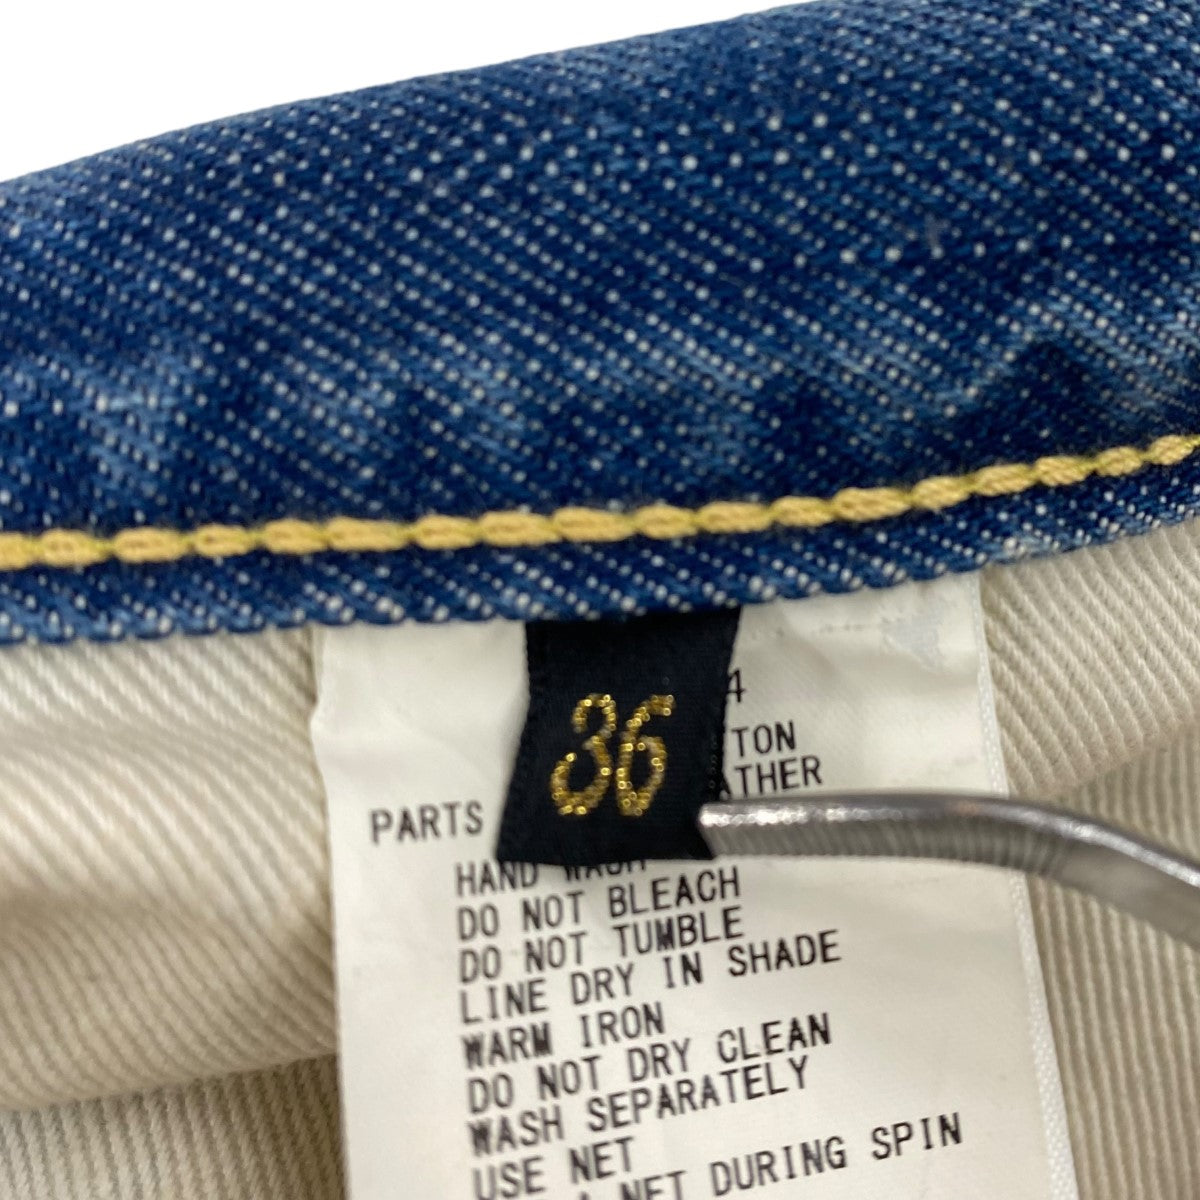 36
4
TON
ATHER
PARTS
HAND WASH
DO NOT BLEACH
DO NOT TUMBLE
LINE DRY IN SHADE
WARM IRON
DO NOT DRY CLEAN
WASH SEPARATELY
USE NET
A NET DURING SPIN